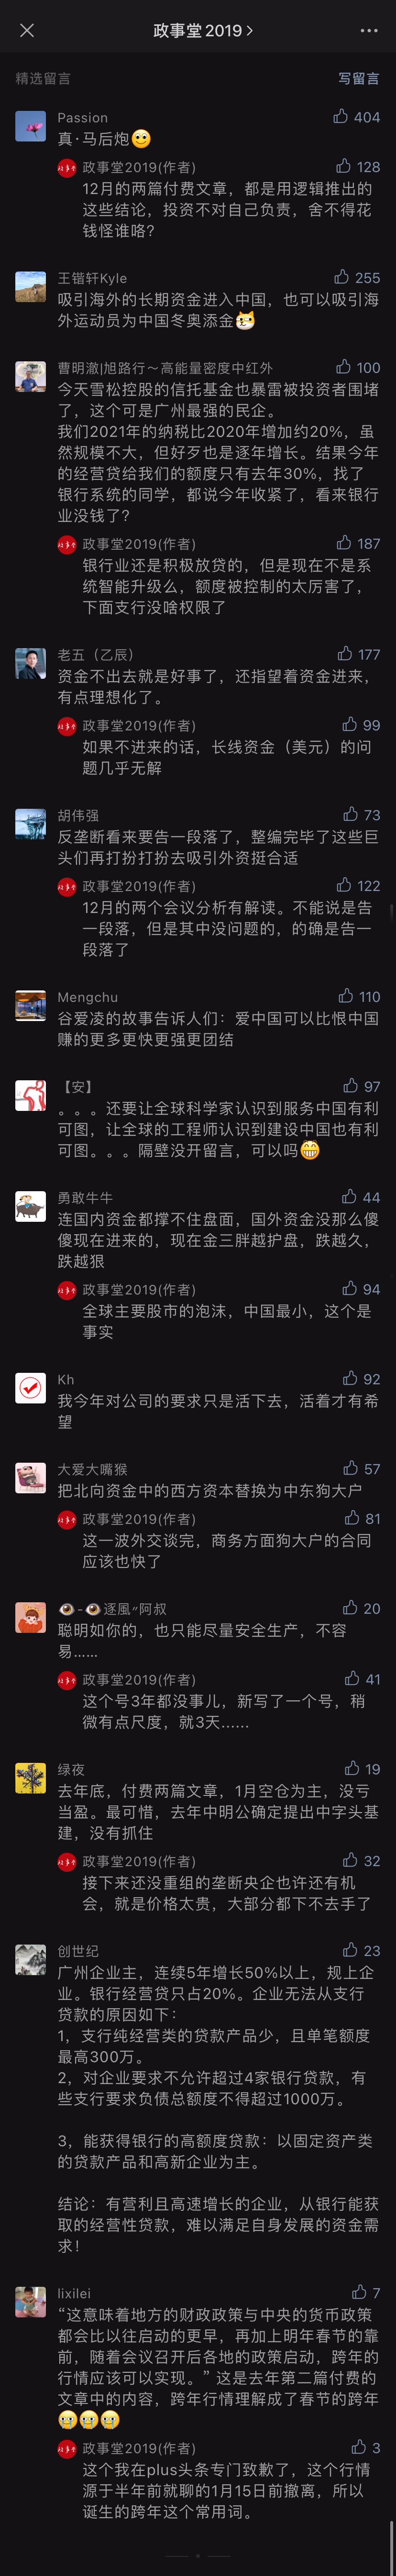 政事堂2019
精选留言
写留言
Passion
404
真·马后炮
政事堂2019(作者)
128
12月的两篇付费文章，都是用逻辑推出的
这些结论，投资不对自己负责，舍不得花
钱怪谁咯?
王锴轩Kyle
255
吸引海外的长期资金进入中国，也可以吸引海
外运动员为中国冬奥添金
曹明澈|旭路行～高能量密度中红外
100
今天雪松控股的信托基金也暴雷被投资者围堵
了，这个可是广州最强的民企。
我们2021年的纳税比2020年增加约20%，虽
然规模不大，但好歹也是逐年增长。结果今年
的经营贷给我们的额度只有去年30%，找了
银行系统的同学，都说今年收紧了，看来银行
业没钱了?
政事堂2019(作者)
187
银行业还是积极放贷的，但是现在不是系
统智能升级么，额度被控制的太厉害了，
下面支行没啥权限了
老五（乙辰）
177
资金不出去就是好事了，还指望着资金进来，
有点理想化了。
政事堂2019(作者)
99
如果不进来的话，长线资金（美元）的问
题几乎无解
胡伟强
73
反垄断看来要告一段落了，整编完毕了这些巨
头们再打扮打扮去吸引外资挺合适
政事堂2019(作者)
122
12月的两个会议分析有解读。不能说是告
一段落，但是其中没问题的，的确是告一
段落了
Mengchu
110
谷爱凌的故事告诉人们：爱中国可以比恨中国
赚的更多更快更强更团结
【安】
97
。。。还要让全球科学家认识到服务中国有利
可图，让全球的工程师认识到建设中国也有利
可图。。。隔壁没开留言，可以吗
勇敢牛牛
44
连国内资金都撑不住盘面，国外资金没那么傻
傻现在进来的，现在金三胖越护盘，跌越久，
跌越狠
政事堂2019(作者)
94
全球主要股市的泡沫，中国最小，这个是
事实
Kh
92
我今年对公司的要求只是活下去，活着才有希
望
大爱大嘴猴
57
把北向资金中的西方资本替换为中东狗大户
政事堂2019(作者)
81
这一波外交谈完，商务方面狗大户的合同
应该也快了
👁-👁逐風〃阿叔
20
聪明如你的，也只能尽量安全生产，不容
易……
政事堂2019(作者)
41
这个号3年都没事儿，新写了一个号，稍
微有点尺度，就3天……
绿夜
19
去年底，付费两篇文章，1月空仓为主，没亏
当盈。最可惜，去年中明公确定提出中字头基
建，没有抓住
政事堂2019(作者)
32
接下来还没重组的垄断央企也许还有机
会，就是价格太贵，大部分都下不去手了
创世纪
23
广州企业主，连续5年增长50%以上，规上企
业。银行经营贷只占20%。企业无法从支行
贷款的原因如下：
1，支行纯经营类的贷款产品少，且单笔额度
最高300万。
2，对企业要求不允许超过4家银行贷款，有
些支行要求负债总额度不得超过1000万。
3，能获得银行的高额度贷款：以固定资产类
的贷款产品和高新企业为主。
结论：有营利且高速增长的企业，从银行能获
取的经营性贷款，难以满足自身发展的资金需
求！
lixilei
7
“这意味着地方的财政政策与中央的货币政策
都会比以往启动的更早，再加上明年春节的靠
前，随着会议召开后各地的政策启动，跨年的
行情应该可以实现。” 这是去年第二篇付费的
文章中的内容，跨年行情理解成了春节的跨年
政事堂2019(作者)
3
这个我在plus头条专门致歉了，这个行情
源于半年前就聊的1月15日前撤离，所以
诞生的跨年这个常用词。